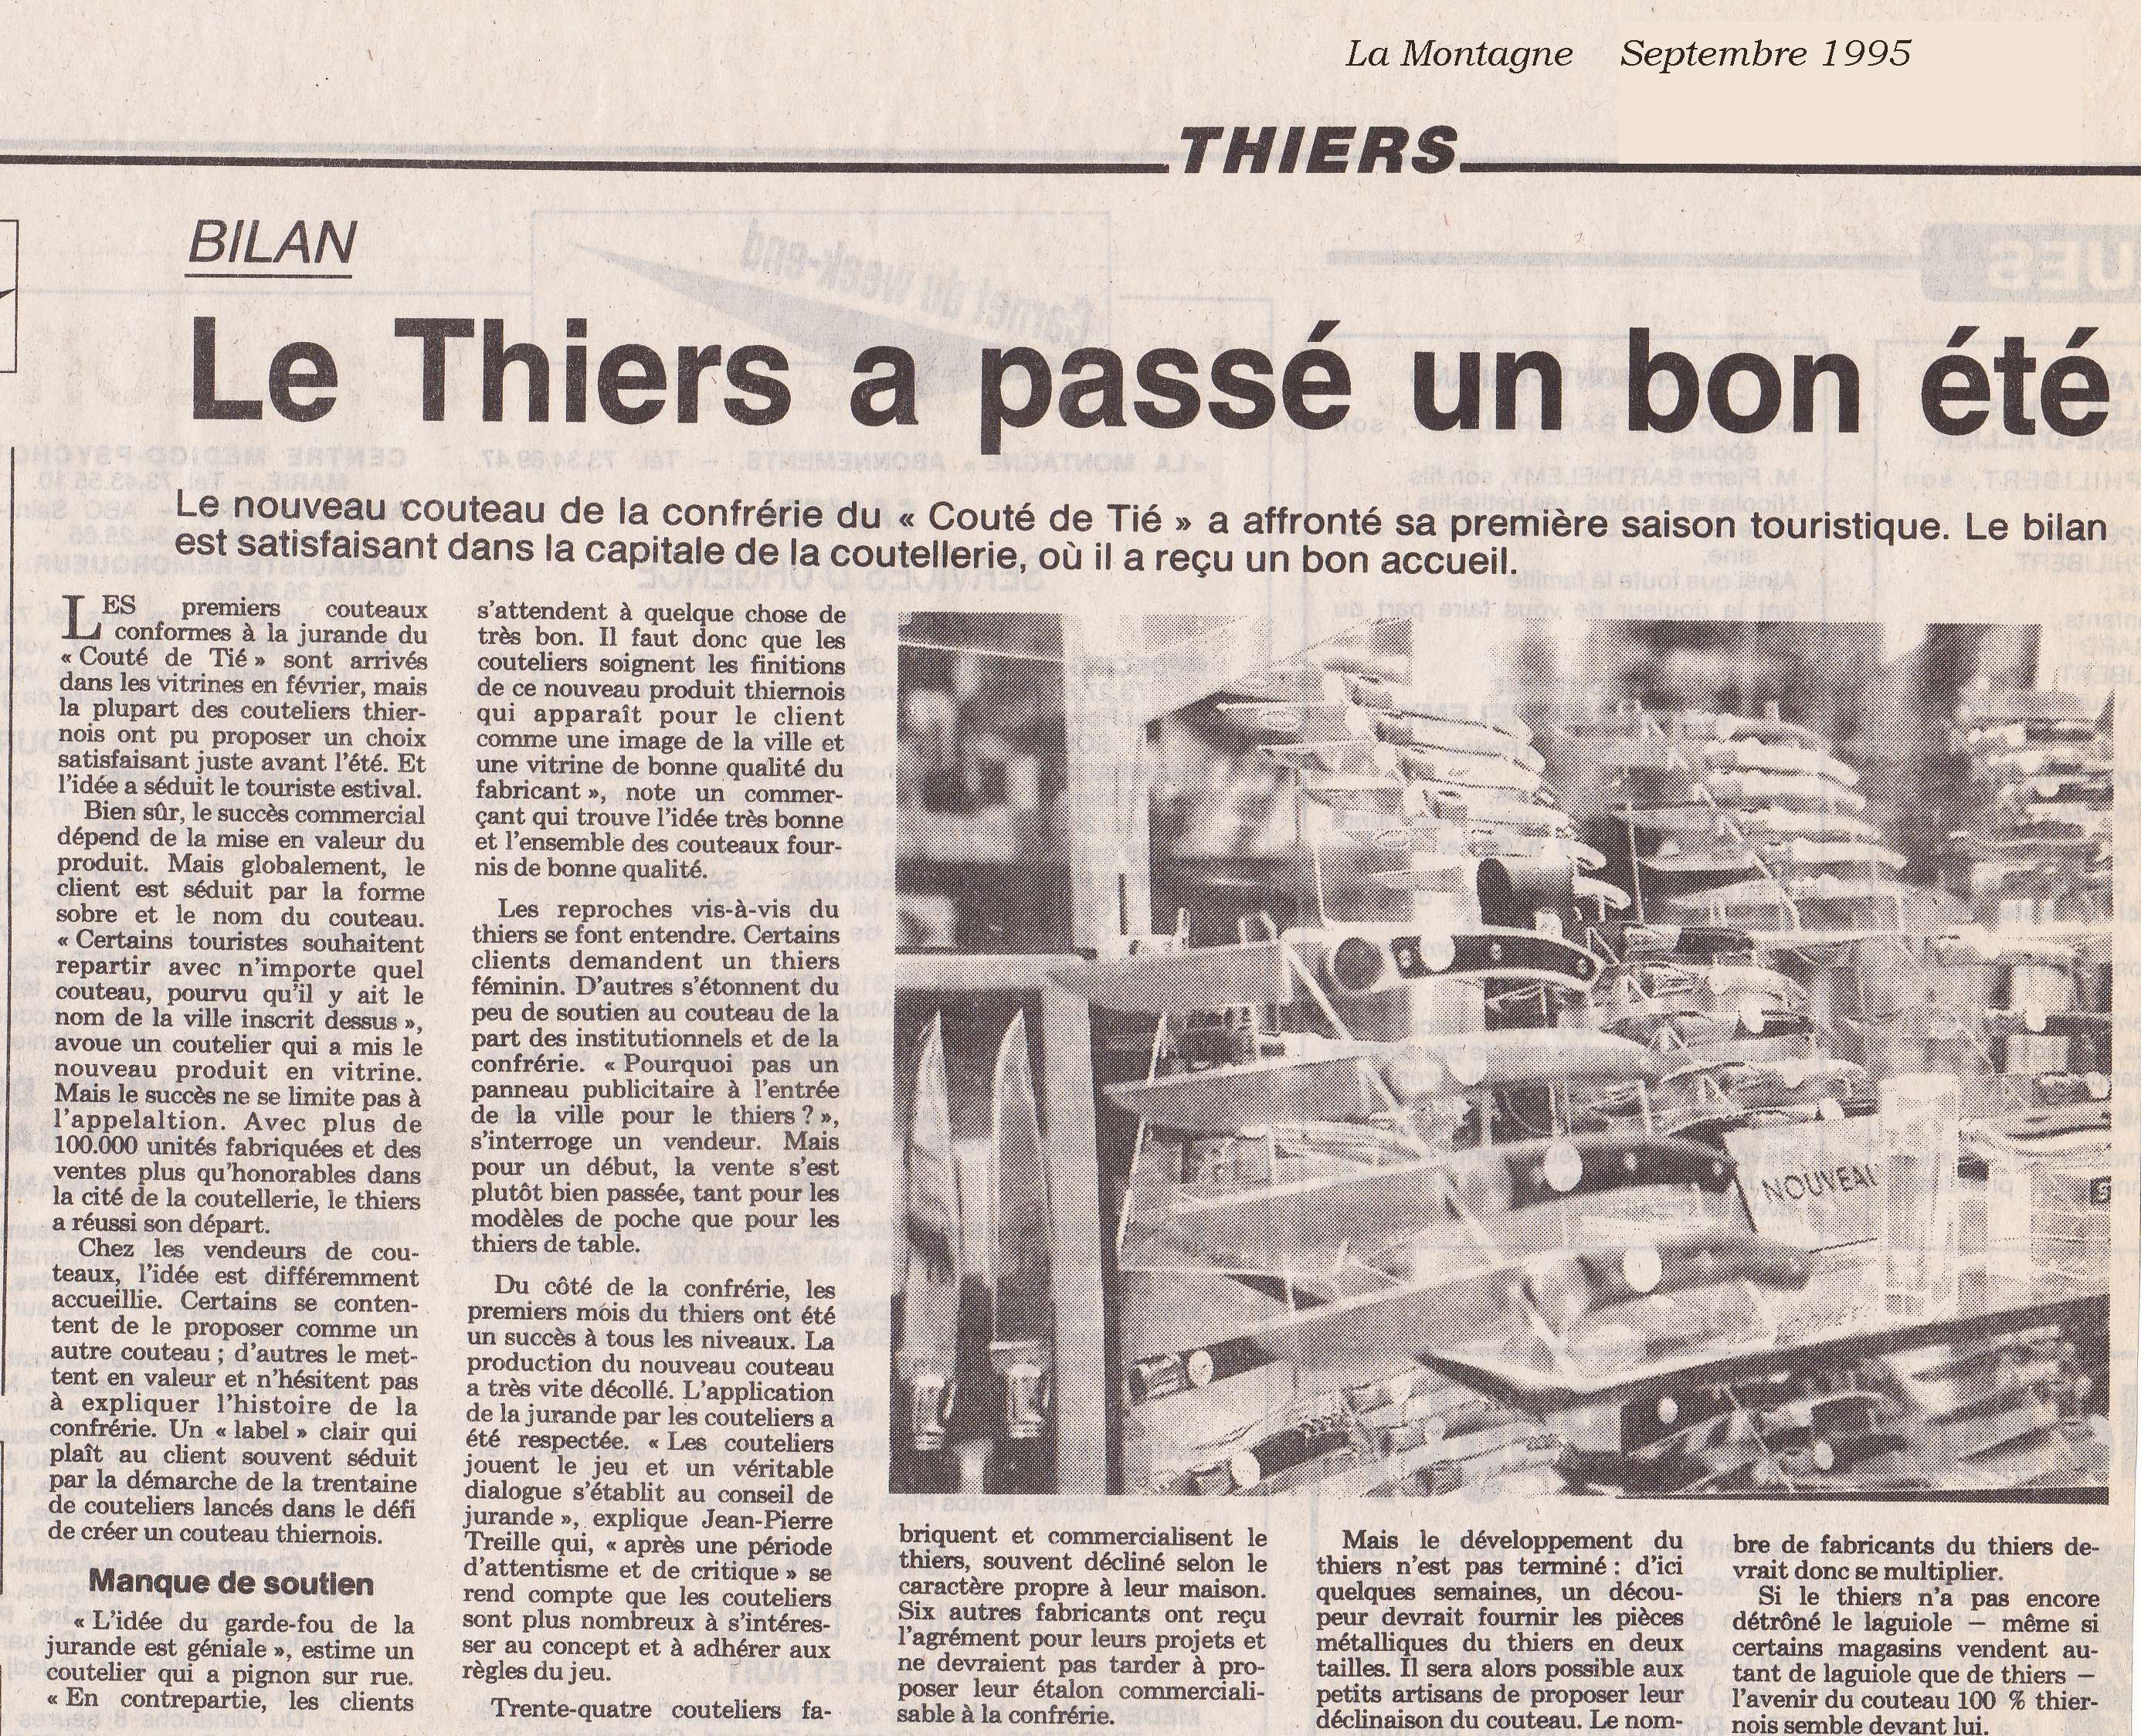 La Montagne Septembre 1995
THIERS
BILAN
Le Thiers a passé un bon été
Le nouveau couteau de la confrérie du « Couté de Tié » a affronté sa première saison touristique. Le bilan
est satisfaisant dans la capitale de la coutellerie, où il a reçu un bon accueil.
LES premiers couteaux
conformes à la jurande du
« Couté de Tié » sont arrivés
dans les vitrines en février, mais
la plupart des couteliers thier-
nois ont pu proposer un choix
satisfaisant juste avant l'été. Et
l'idée a séduit le touriste estival.
Bien sûr, le succès commercial
dépend de la mise en valeur du
produit. Mais globalement, le
client est séduit par la forme
sobre et le nom du couteau.
« Certains touristes souhaitent
repartir avec n'importe quel
couteau, pourvu qu'il y ait le
nom de la ville inscrit dessus »,
avoue un coutelier qui a mis le
nouveau produit en vitrine.
Mais le succès ne se limite pas à
l'appelaltion. Avec plus de
100.000 unités fabriquées et des
ventes plus qu'honorables dans
la cité de la coutellerie, le thiers
a réussi son départ.
Chez les vendeurs de cou-
teaux, l'idée est différemment
accueillie. Certains se conten-
tent de le proposer comme un
autre couteau ; d'autres le met-
tent en valeur et n'hésitent pas
à expliquer l'histoire de la
confrérie. Un « label » clair qui
plaît au client souvent séduit
par la démarche de la trentaine
de couteliers lancés dans le défi
de créer un couteau thiernois.
Manque de soutien
« L'idée du garde-fou de la
jurande est géniale », estime un
coutelier qui a pignon sur rue.
« En contrepartie, les clients
s'attendent à quelque chose de
très bon. Il faut donc que les
couteliers soignent les finitions
de ce nouveau produit thiernois
qui apparaît pour le client
comme une image de la ville et
une vitrine de bonne qualité du
fabricant », note un commer-
çant qui trouve l'idée très bonne
et l'ensemble des couteaux four-
nis de bonne qualité.
Les reproches vis-à-vis du
thiers se font entendre. Certains
clients demandent un thiers
féminin. D'autres s'étonnent du
peu de soutien au couteau de la
part des institutionnels et de la
confrérie. « Pourquoi pas un
panneau publicitaire à l'entrée
de la ville pour le thiers ? »,
s'interroge un vendeur. Mais
pour un début, la vente s'est
plutôt bien passée, tant pour les
modèles de poche que pour les
thiers de table.
Du côté de la confrérie, les
premiers mois du thiers ont été
un succès à tous les niveaux. La
production du nouveau couteau
a très vite décollé. L'application
de la jurande par les couteliers a
été respectée. « Les couteliers
jouent le jeu et un véritable
dialogue s'établit au conseil de
jurande », explique Jean-Pierre
Treille qui, « après une période
d'attentisme et de critique » se
rend compte que les couteliers
sont plus nombreux à s'intéres-
ser au concept et à adhérer aux
règles du jeu.
Trente-quatre couteliers fa-
NOUVEAU
briquent et commercialisent le
thiers, souvent décliné selon le
caractère propre à leur maison.
Six autres fabricants ont reçu
l'agrément pour leurs projets et
ne devraient pas tarder à pro-
poser leur étalon commerciali-
sable à la confrérie.
Mais le développement du
thiers n'est pas terminé : d'ici
quelques semaines, un décou-
peur devrait fournir les pièces
métalliques du thiers en deux
tailles. Il sera alors possible aux
petits artisans de proposer leur
déclinaison du couteau. Le nom-
bre de fabricants du thiers de-
vrait donc se multiplier.
Si le thiers n'a pas encore
détrôné le laguiole — même si
certains magasins vendent au-
tant de laguiole que de thiers —
l'avenir du couteau 100 % thier-
nois semble devant lui.